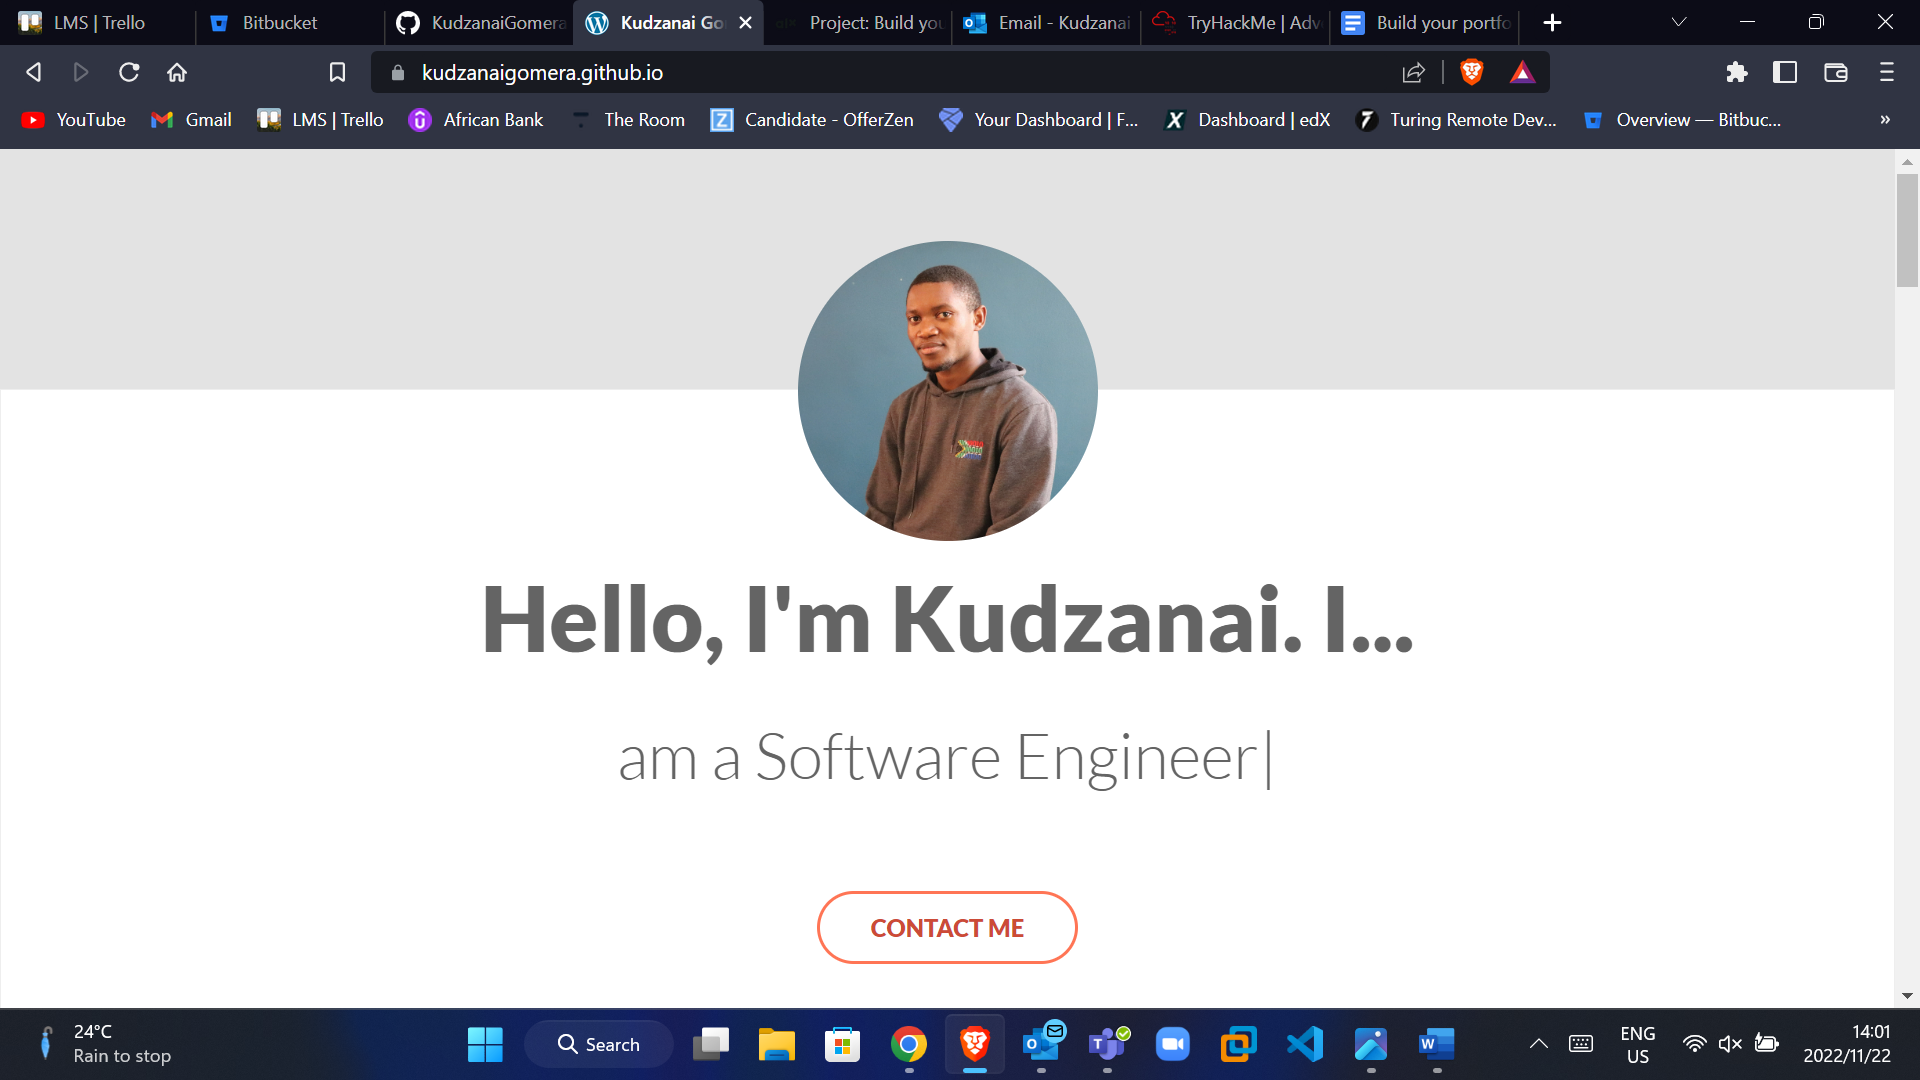 LMS | Trello
Bitbucket
KudzanaiGomera
Kudzanai Go
Project: Build you
Email - Kudzanai
TryHackMe | Adv
Build your portfo
kudzanaigomera.github.io
YouTube
Gmail
LMS | Trello
African Bank
The Room
Candidate - OfferZen
Your Dashboard | F...
Dashboard | edX
Turing Remote Dev...
Overview — Bitbuc...
»
Hello, I'm Kudzanai. I...
am a Software Engineer|
CONTACT ME
24°C
Rain to stop
Search
ENG
US
14:01
2022/11/22